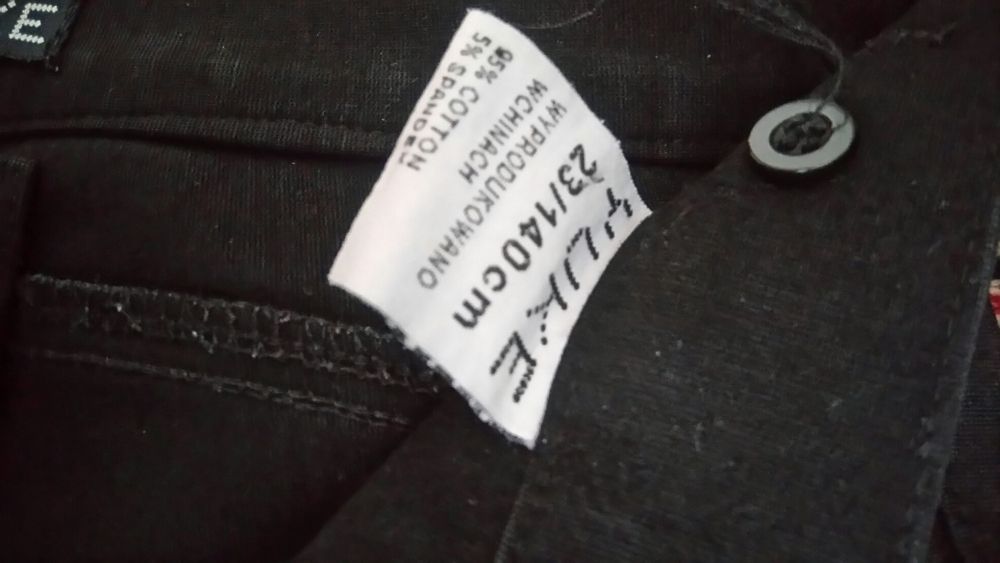 23/140cm
WYPRODUKOWANO
WCHINACH
95% COTTON
5% SPANDEX